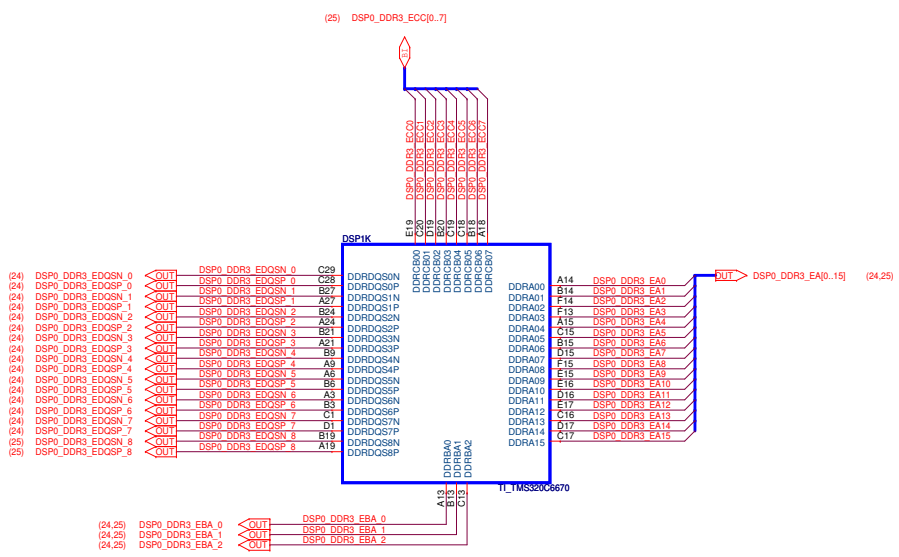 (25) DSP0_DDR3_ECC[0..7]
BI
DSP0_DDR3_ECC0
DSP0_DDR3_ECC1
DSP0_DDR3_ECC2
DSP0_DDR3_ECC3
DSP0_DDR3_ECC4
DSP0_DDR3_ECC5
DSP0_DDR3_ECC6
DSP0_DDR3_ECC7
E19
C20
D19
B20
C19
C18
B18
A18
DSP1K
DDRCB00
DDRCB01
DDRCB02
DDRCB03
DDRCB04
DDRCB05
DDRCB06
DDRCB07
(24) DSP0_DDR3_EDQSN_0 OUT DSP0_DDR3_EDQSN_0 C29 DDRDQS0N
(24) DSP0_DDR3_EDQSP_0 OUT DSP0_DDR3_EDQSP_0 C28 DDRDQS0P
(24) DSP0_DDR3_EDQSN_1 OUT DSP0_DDR3_EDQSN_1 B27 DDRDQS1N
(24) DSP0_DDR3_EDQSP_1 OUT DSP0_DDR3_EDQSP_1 A27 DDRDQS1P
(24) DSP0_DDR3_EDQSN_2 OUT DSP0_DDR3_EDQSN_2 B24 DDRDQS2N
(24) DSP0_DDR3_EDQSP_2 OUT DSP0_DDR3_EDQSP_2 A24 DDRDQS2P
(24) DSP0_DDR3_EDQSN_3 OUT DSP0_DDR3_EDQSN_3 B21 DDRDQS3N
(24) DSP0_DDR3_EDQSP_3 OUT DSP0_DDR3_EDQSP_3 A21 DDRDQS3P
(24) DSP0_DDR3_EDQSN_4 OUT DSP0_DDR3_EDQSN_4 B9 DDRDQS4N
(24) DSP0_DDR3_EDQSP_4 OUT DSP0_DDR3_EDQSP_4 A9 DDRDQS4P
(24) DSP0_DDR3_EDQSN_5 OUT DSP0_DDR3_EDQSN_5 A6 DDRDQS5N
(24) DSP0_DDR3_EDQSP_5 OUT DSP0_DDR3_EDQSP_5 B6 DDRDQS5P
(24) DSP0_DDR3_EDQSN_6 OUT DSP0_DDR3_EDQSN_6 A3 DDRDQS6N
(24) DSP0_DDR3_EDQSP_6 OUT DSP0_DDR3_EDQSP_6 B3 DDRDQS6P
(24) DSP0_DDR3_EDQSN_7 OUT DSP0_DDR3_EDQSN_7 C1 DDRDQS7N
(24) DSP0_DDR3_EDQSP_7 OUT DSP0_DDR3_EDQSP_7 D1 DDRDQS7P
(25) DSP0_DDR3_EDQSN_8 OUT DSP0_DDR3_EDQSN_8 B19 DDRDQS8N
(25) DSP0_DDR3_EDQSP_8 OUT DSP0_DDR3_EDQSP_8 A19 DDRDQS8P
DDRA00 A14 DSP0_DDR3_EA0
DDRA01 B14 DSP0_DDR3_EA1
DDRA02 F14 DSP0_DDR3_EA2
DDRA03 F13 DSP0_DDR3_EA3
DDRA04 A15 DSP0_DDR3_EA4
DDRA05 C15 DSP0_DDR3_EA5
DDRA06 B15 DSP0_DDR3_EA6
DDRA07 D15 DSP0_DDR3_EA7
DDRA08 F15 DSP0_DDR3_EA8
DDRA09 E15 DSP0_DDR3_EA9
DDRA10 E16 DSP0_DDR3_EA10
DDRA11 D16 DSP0_DDR3_EA11
DDRA12 E17 DSP0_DDR3_EA12
DDRA13 C16 DSP0_DDR3_EA13
DDRA14 D17 DSP0_DDR3_EA14
DDRA15 C17 DSP0_DDR3_EA15
OUT DSP0_DDR3_EA[0..15] (24,25)
DDRBA0
DDRBA1
DDRBA2
TI_TMS320C6670
A13
B13
C13
(24,25) DSP0_DDR3_EBA_0 OUT DSP0_DDR3_EBA_0
(24,25) DSP0_DDR3_EBA_1 OUT DSP0_DDR3_EBA_1
(24,25) DSP0_DDR3_EBA_2 OUT DSP0_DDR3_EBA_2